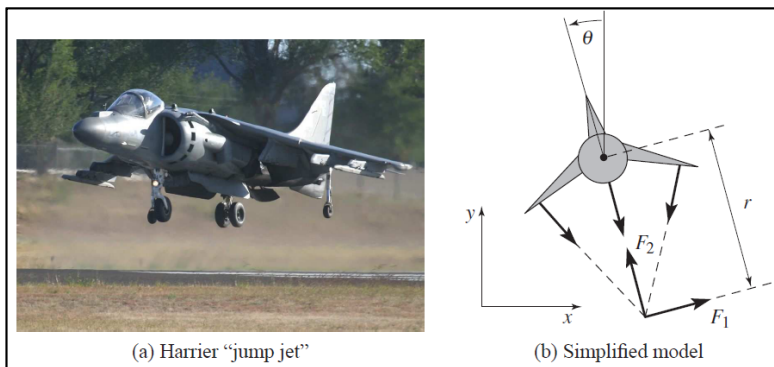 θ
y
r
F2
x
F1
(a) Harrier “jump jet”
(b) Simplified model